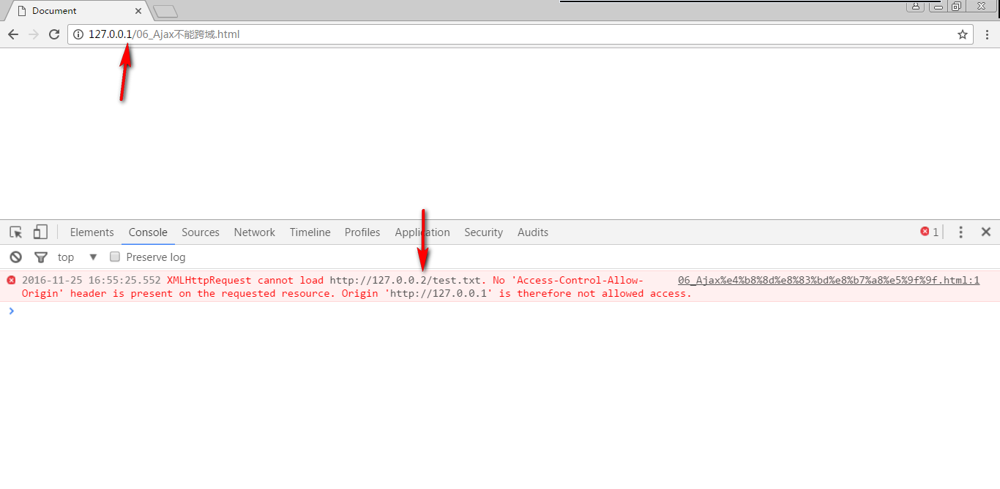 Document
127.0.0.1/06_Ajax不能跨域.html
Elements Console Sources Network Timeline Profiles Application Security Audits 1
top Preserve log
2016-11-25 16:55:25.552 XMLHttpRequest cannot load http://127.0.0.2/test.txt. No 'Access-Control-Allow- 06_Ajax%e4%b8%8d%e8%83%bd%e8%b7%a8%e5%9f%9f.html:1
Origin' header is present on the requested resource. Origin 'http://127.0.0.1' is therefore not allowed access.